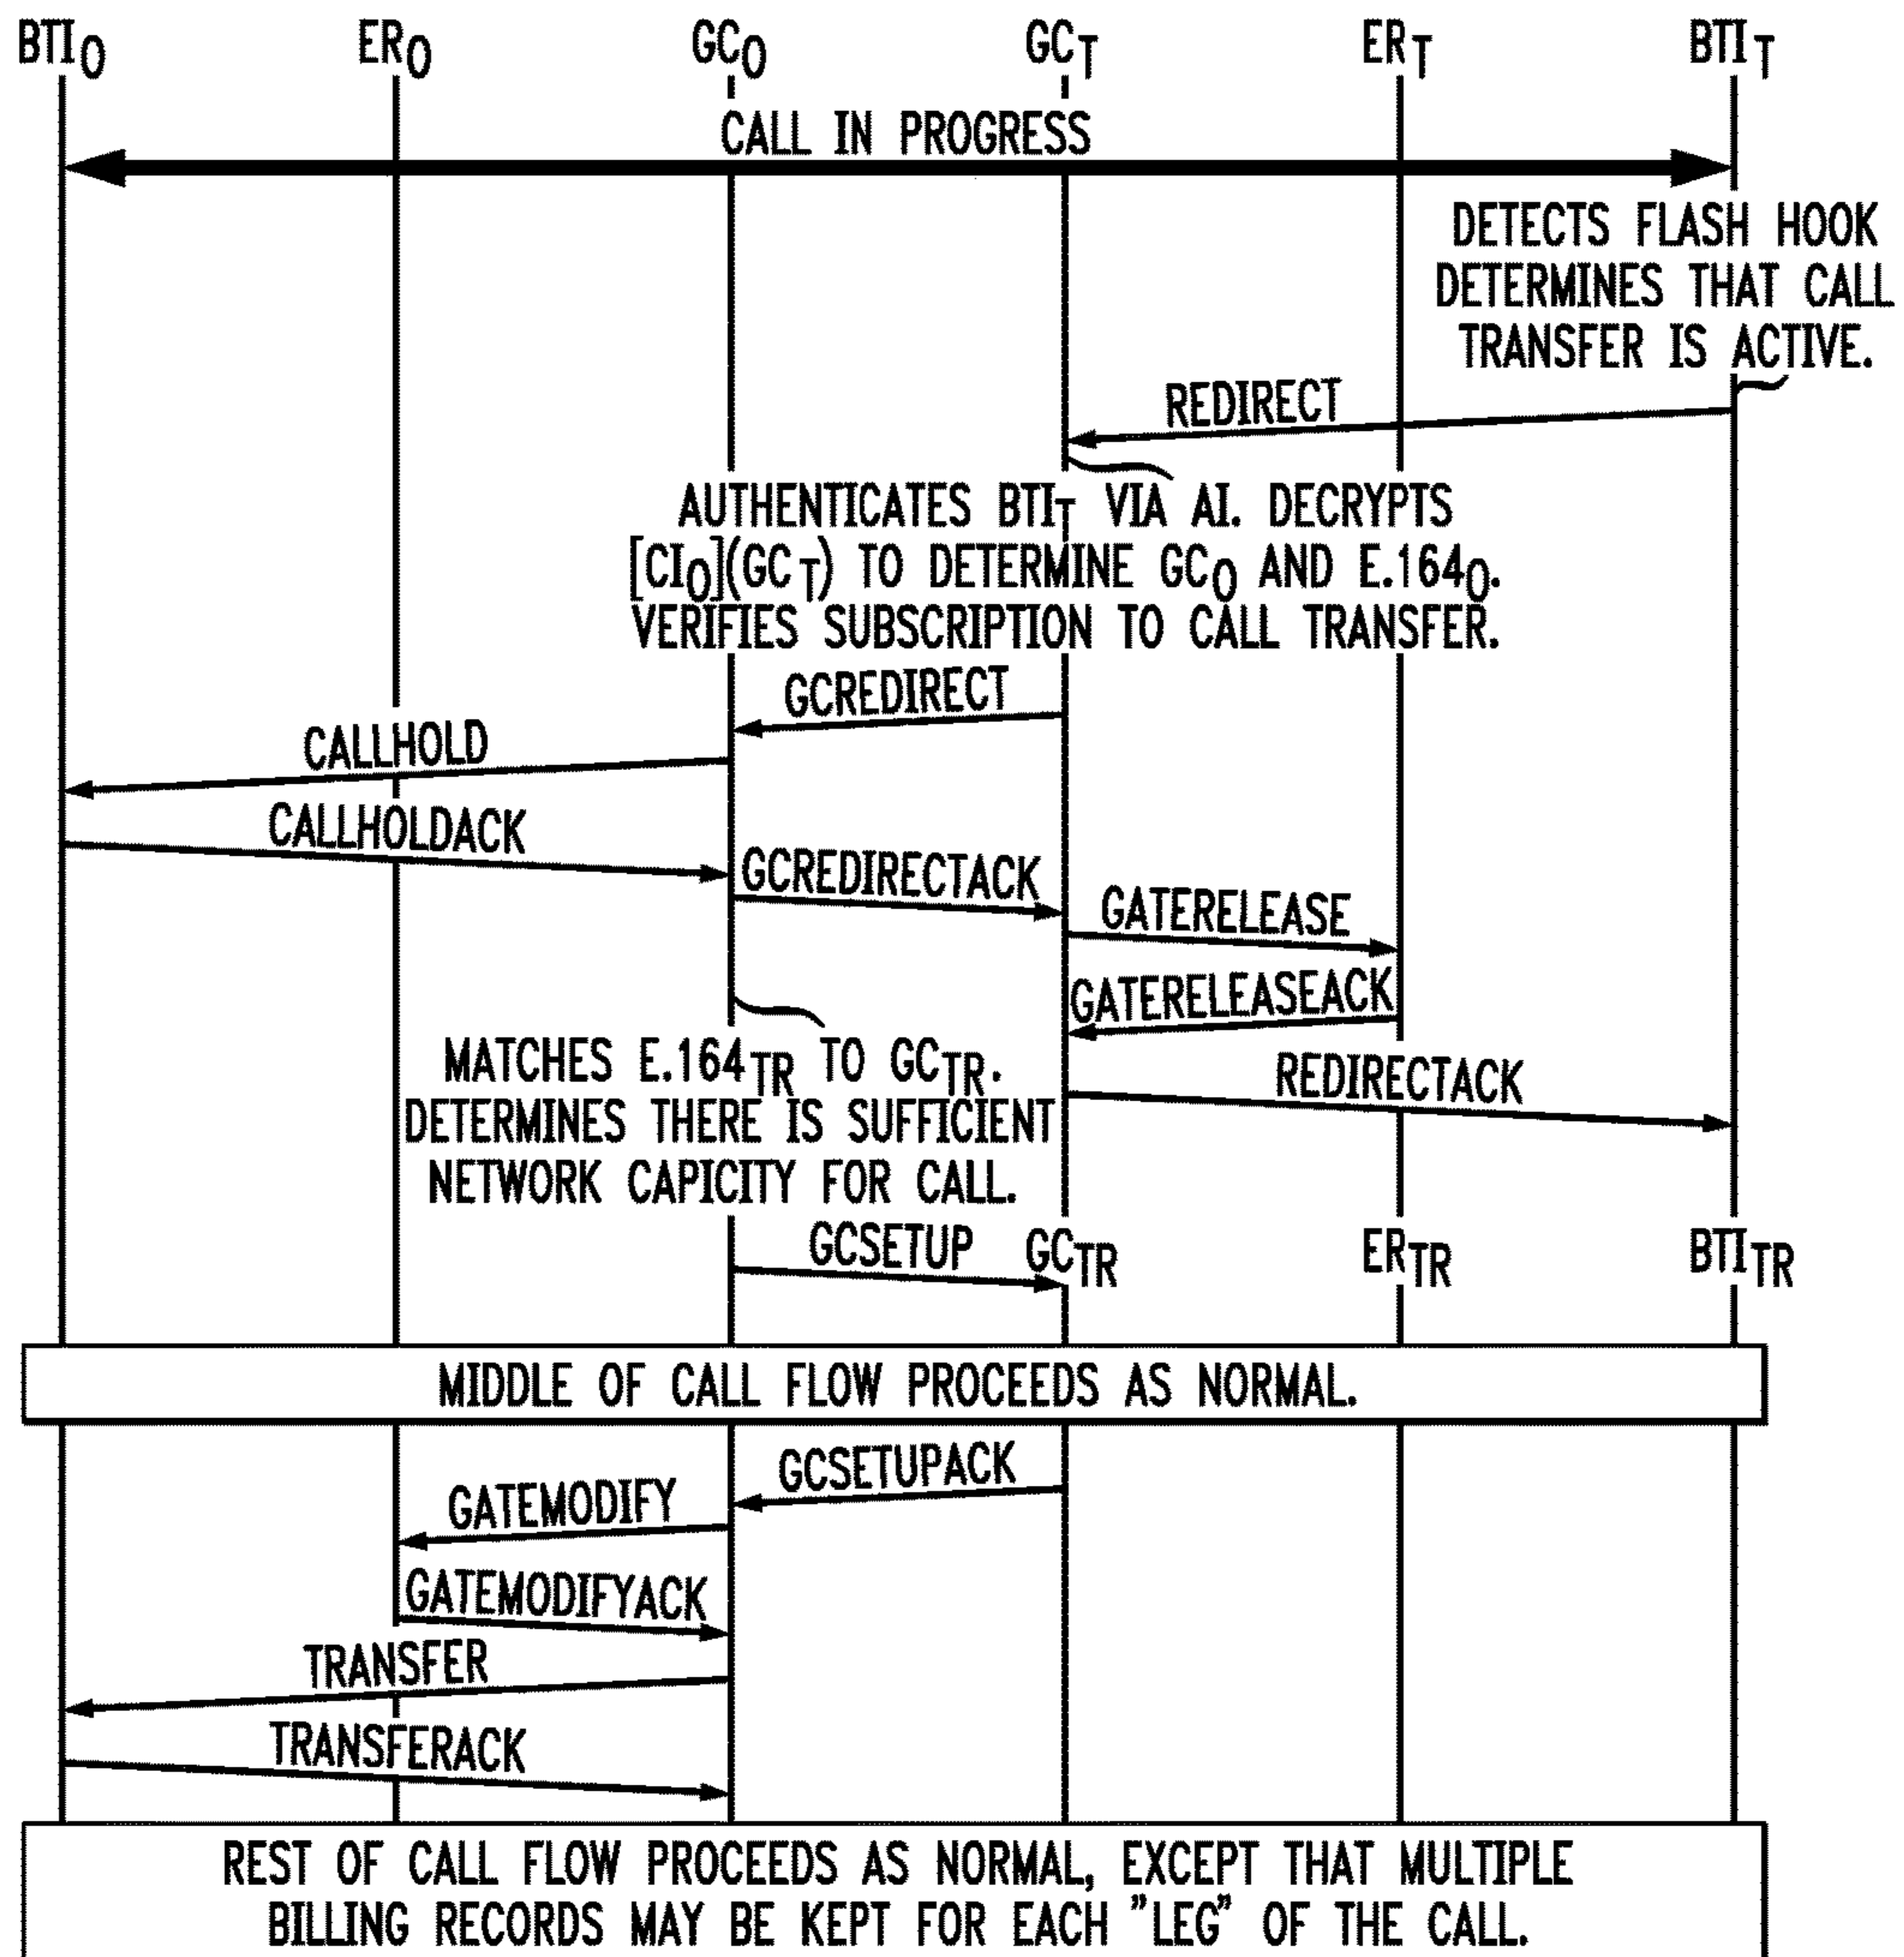 BTIO ERO GCO GCT ERT BTIT
CALL IN PROGRESS
DETECTS FLASH HOOK
DETERMINES THAT CALL
TRANSFER IS ACTIVE.
REDIRECT
AUTHENTICATES BTIT VIA AI. DECRYPTS
[CIO](GCT) TO DETERMINE GCO AND E.164O.
VERIFIES SUBSCRIPTION TO CALL TRANSFER.
GCREDIRECT
CALLHOLD
CALLHOLDACK
GCREDIRECTACK
GATERELEASE
GATERELEASEACK
MATCHES E.164TR TO GCTR.
DETERMINES THERE IS SUFFICIENT
NETWORK CAPICITY FOR CALL.
REDIRECTACK
GCSETUP GCTR ERTR BTITR
MIDDLE OF CALL FLOW PROCEEDS AS NORMAL.
GCSETUPACK
GATEMODIFY
GATEMODIFYACK
TRANSFER
TRANSFERACK
REST OF CALL FLOW PROCEEDS AS NORMAL, EXCEPT THAT MULTIPLE
BILLING RECORDS MAY BE KEPT FOR EACH "LEG" OF THE CALL.